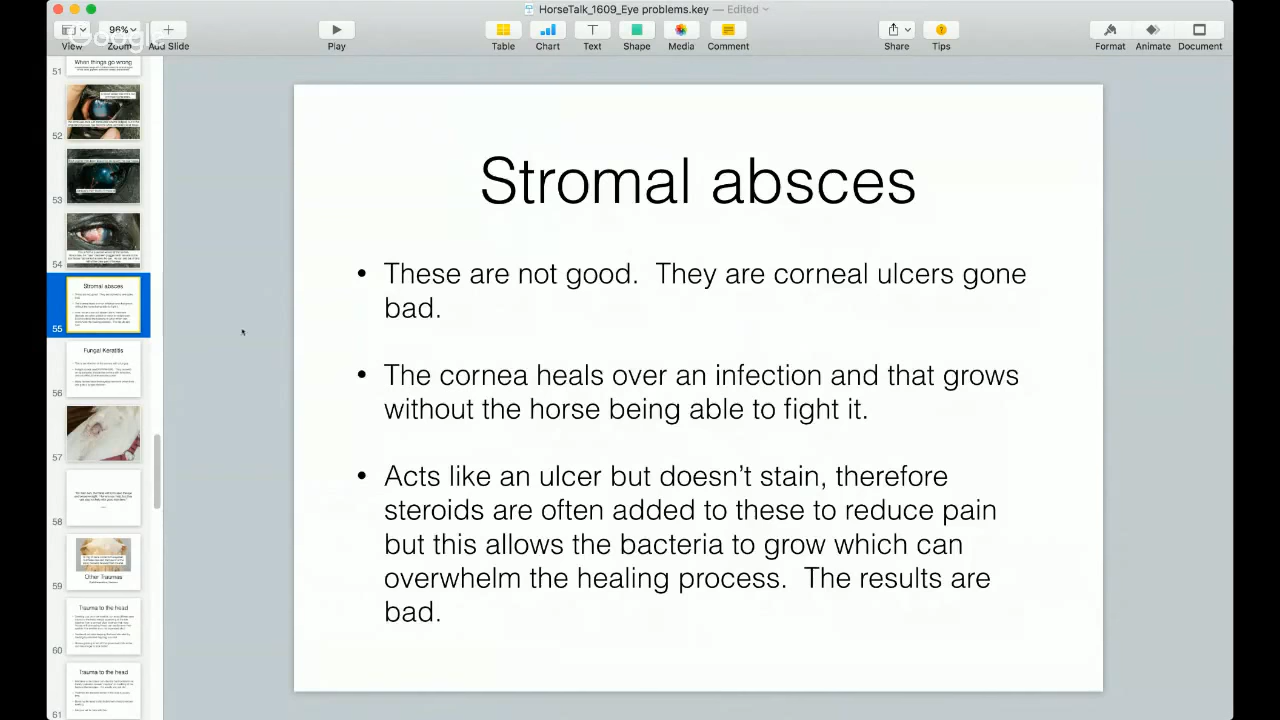 HorseTalk_1609_Eye problems.key — Edited
96%
Google
View
Zoom
Add Slide
Play
Table
Chart
Text
Shape
Media
Comment
Share
Tips
Format
Animate
Document
51
When things go wrong
52
53
54
55
Stromal absces
56
Fungal Keratitis
57
58
59
Other Traumas
60
Trauma to the head
61
Trauma to the head
Stromal absces
• These are not good. They are corneal ulcers gone
bad.
• The cornea heals over an infection and that grows
without the horse being able to fight it.
• Acts like an ulcer but doesn’t stain, therefore
steroids are often added to these to reduce pain
but this allows the bacteria to grow which can
overwhelm the healing process. The results are
bad.